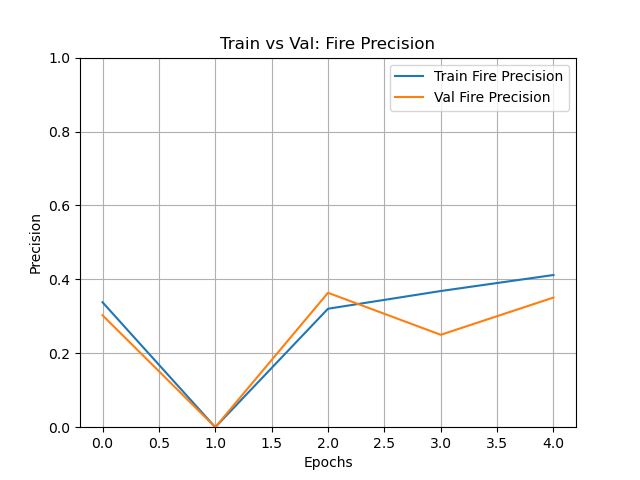 Train vs Val: Fire Precision
1.0
0.8
0.6
0.4
0.2
0.0
Precision
Train Fire Precision
Val Fire Precision
0.0 0.5 1.0 1.5 2.0 2.5 3.0 3.5 4.0
Epochs